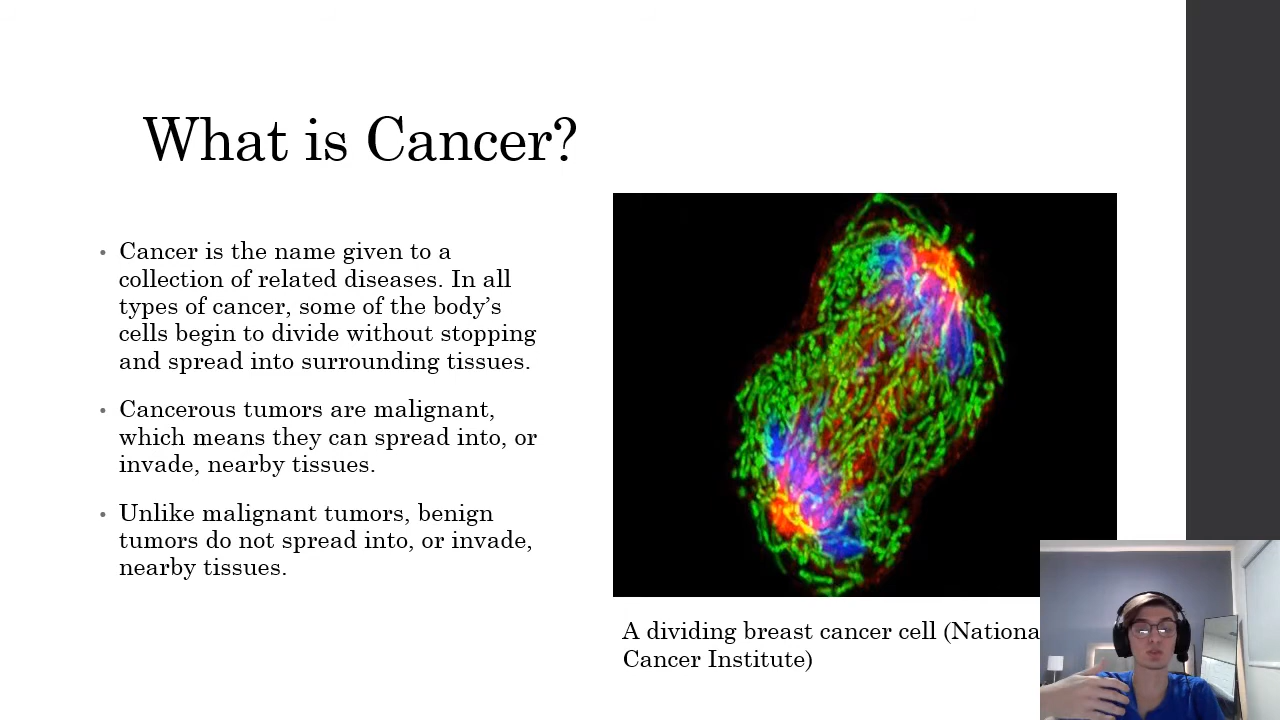 What is Cancer?
• Cancer is the name given to a
collection of related diseases. In all
types of cancer, some of the body’s
cells begin to divide without stopping
and spread into surrounding tissues.
• Cancerous tumors are malignant,
which means they can spread into, or
invade, nearby tissues.
• Unlike malignant tumors, benign
tumors do not spread into, or invade,
nearby tissues.
A dividing breast cancer cell (Nationa
Cancer Institute)